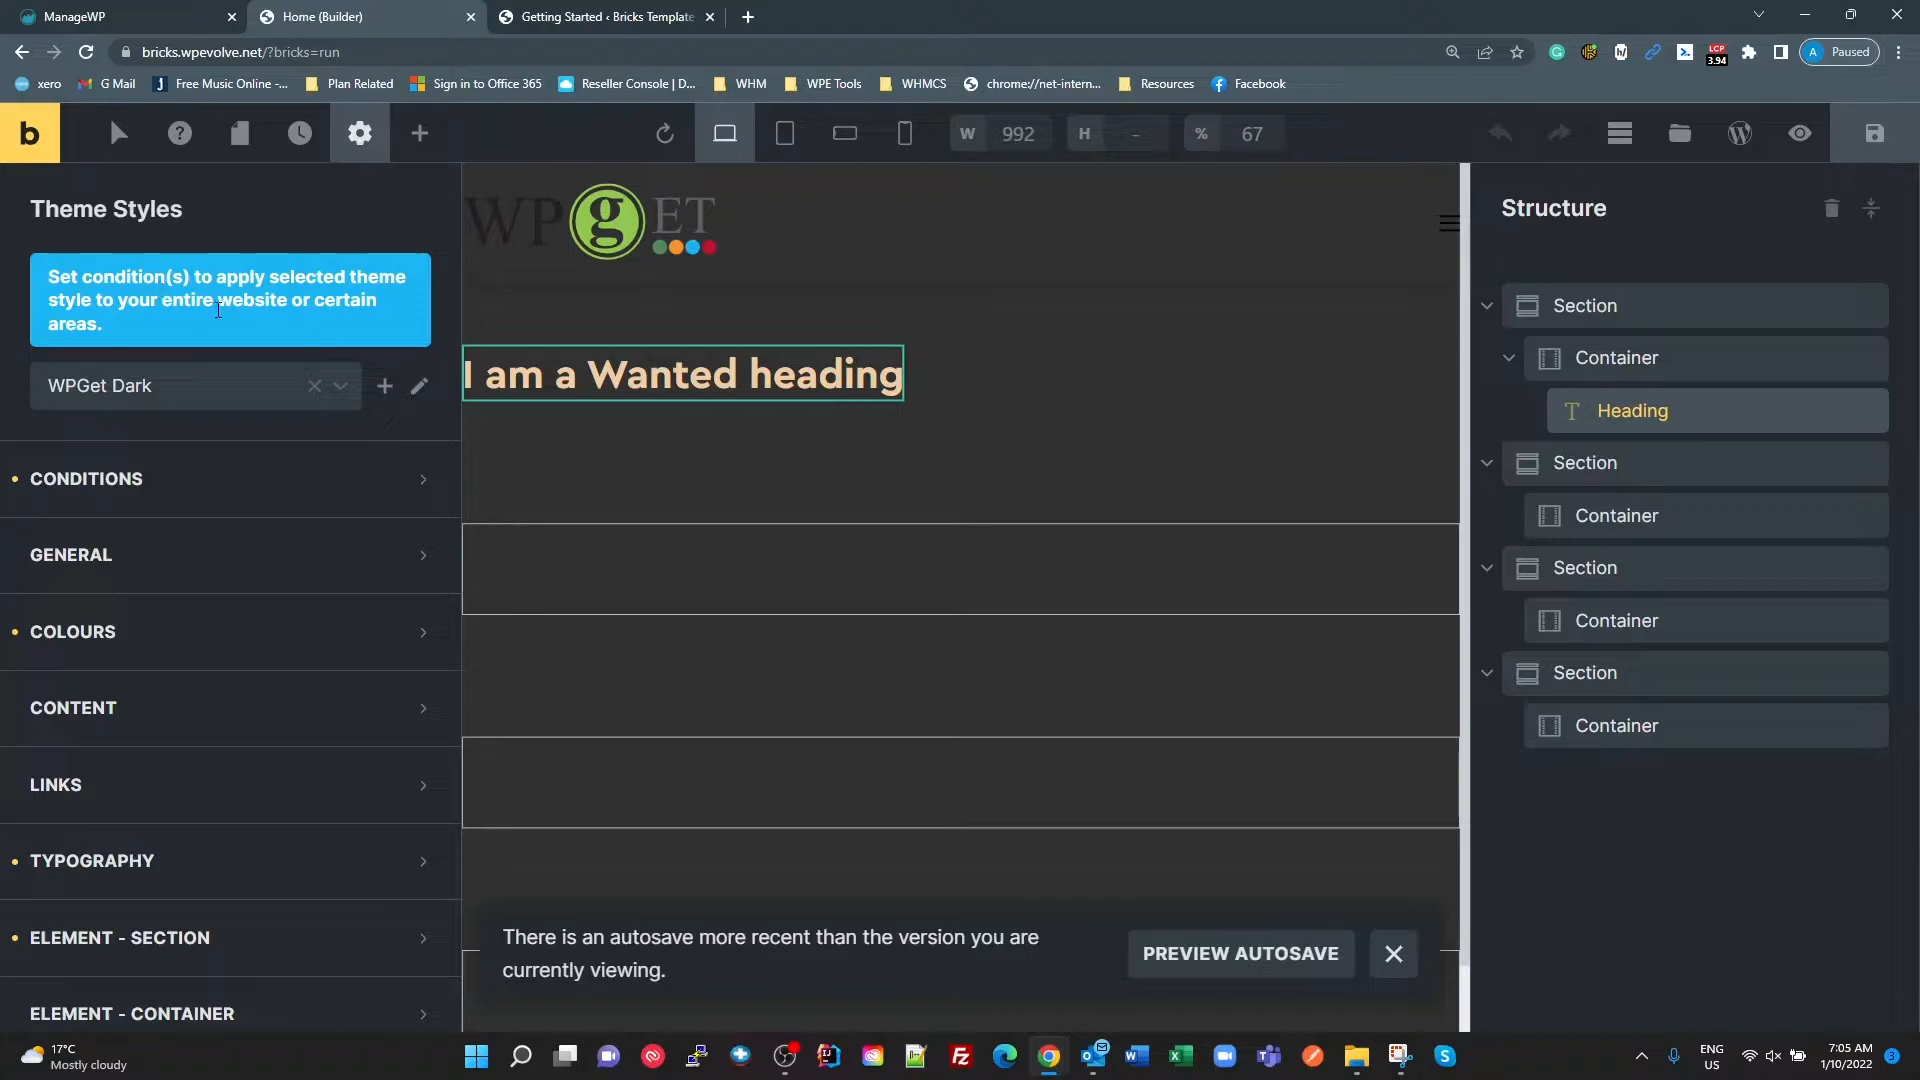 ManageWP
Home (Builder)
Getting Started ‹ Bricks Template
bricks.wpevolve.net/?bricks=run
LCP
3.94
A Paused
xero
G Mail
Free Music Online -...
Plan Related
Sign in to Office 365
Reseller Console | D...
WHM
WPE Tools
WHMCS
chrome://net-intern...
Resources
Facebook
b
W 992
H -
% 67
Theme Styles
Set condition(s) to apply selected theme
style to your entire website or certain
areas.
WPGet Dark
CONDITIONS
GENERAL
COLOURS
CONTENT
LINKS
TYPOGRAPHY
ELEMENT - SECTION
ELEMENT - CONTAINER
WP g ET
I am a Wanted heading
There is an autosave more recent than the version you are
currently viewing.
PREVIEW AUTOSAVE
Structure
Section
Container
Heading
Section
Container
Section
Container
Section
Container
17°C
Mostly cloudy
ENG
US
7:05 AM
1/10/2022
3